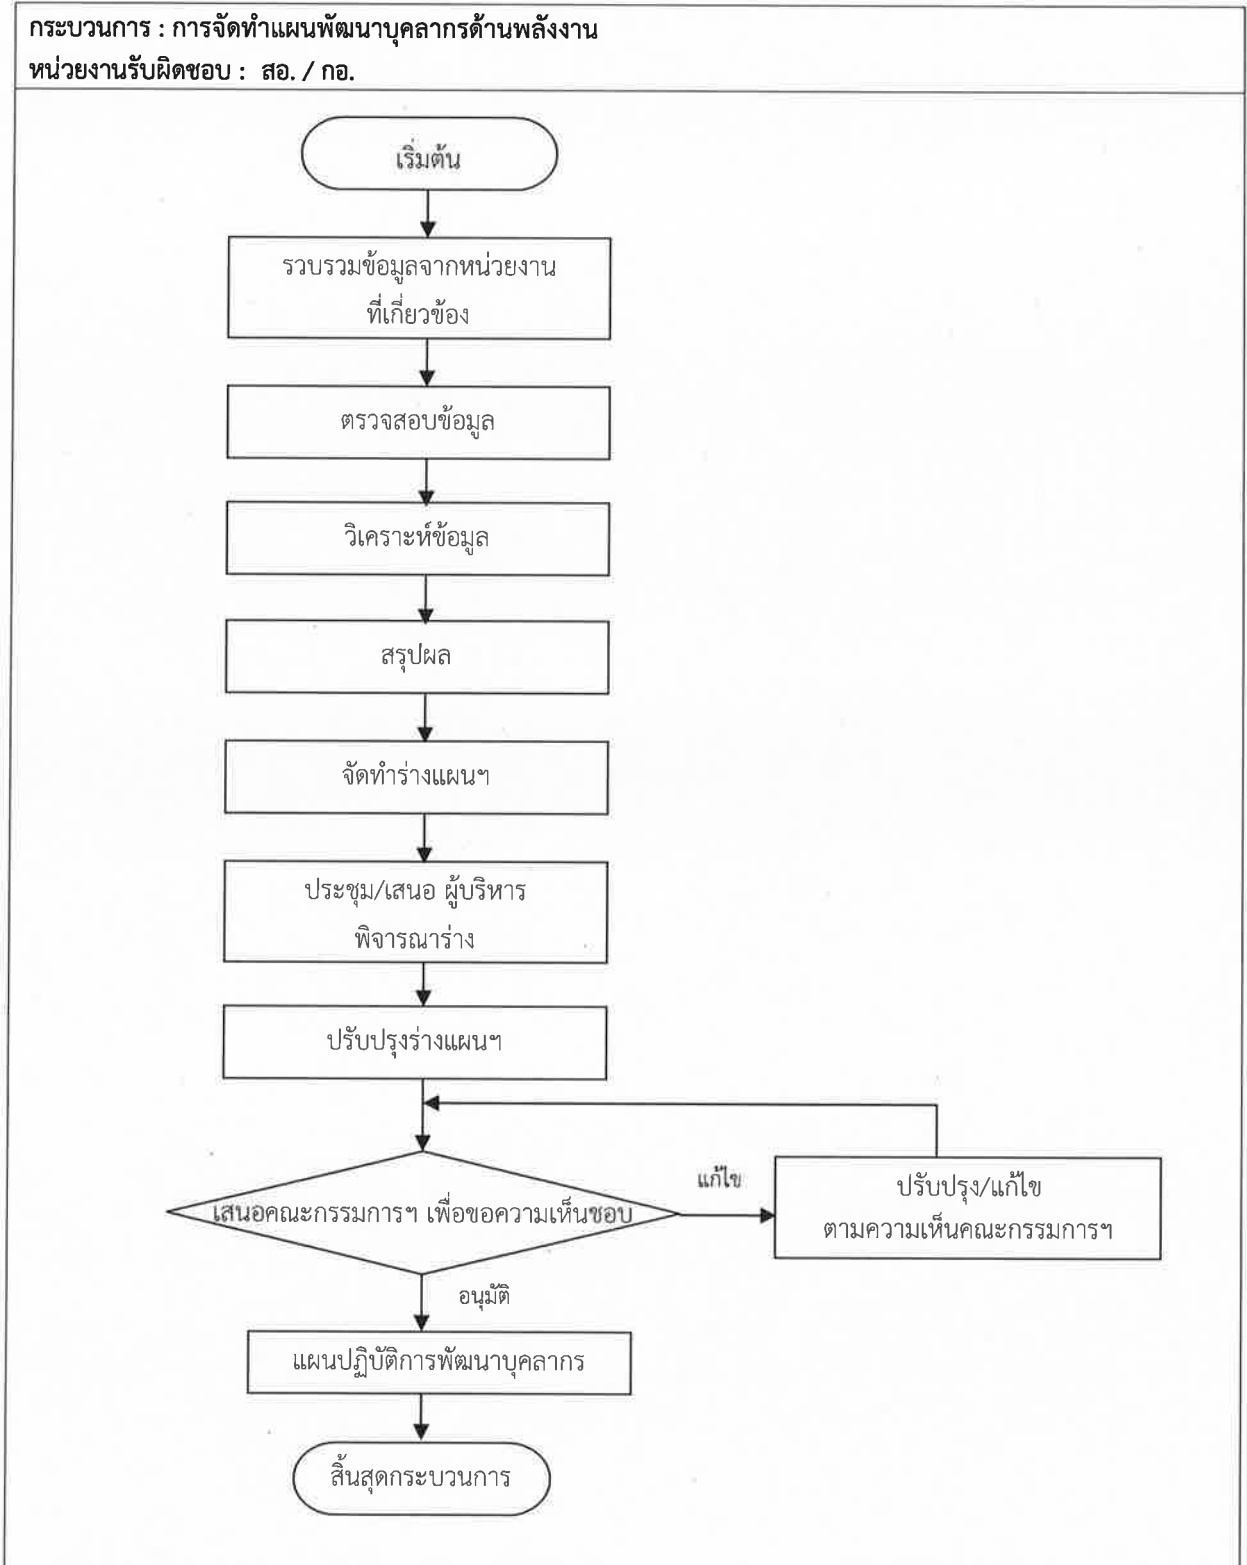 กระบวนการ : การจัดทำแผนพัฒนาบุคลากรด้านพลังงาน
หน่วยงานรับผิดชอบ : สอ. / กอ.
เริ่มต้น
รวบรวมข้อมูลจากหน่วยงาน
ที่เกี่ยวข้อง
ตรวจสอบข้อมูล
วิเคราะห์ข้อมูล
สรุปผล
จัดทำร่างแผนฯ
ประชุม/เสนอ ผู้บริหาร
พิจารณาร่าง
ปรับปรุงร่างแผนฯ
เสนอคณะกรรมการฯ เพื่อขอความเห็นชอบ
แก้ไข
ปรับปรุง/แก้ไข
ตามความเห็นคณะกรรมการฯ
อนุมัติ
แผนปฏิบัติการพัฒนาบุคลากร
สิ้นสุดกระบวนการ